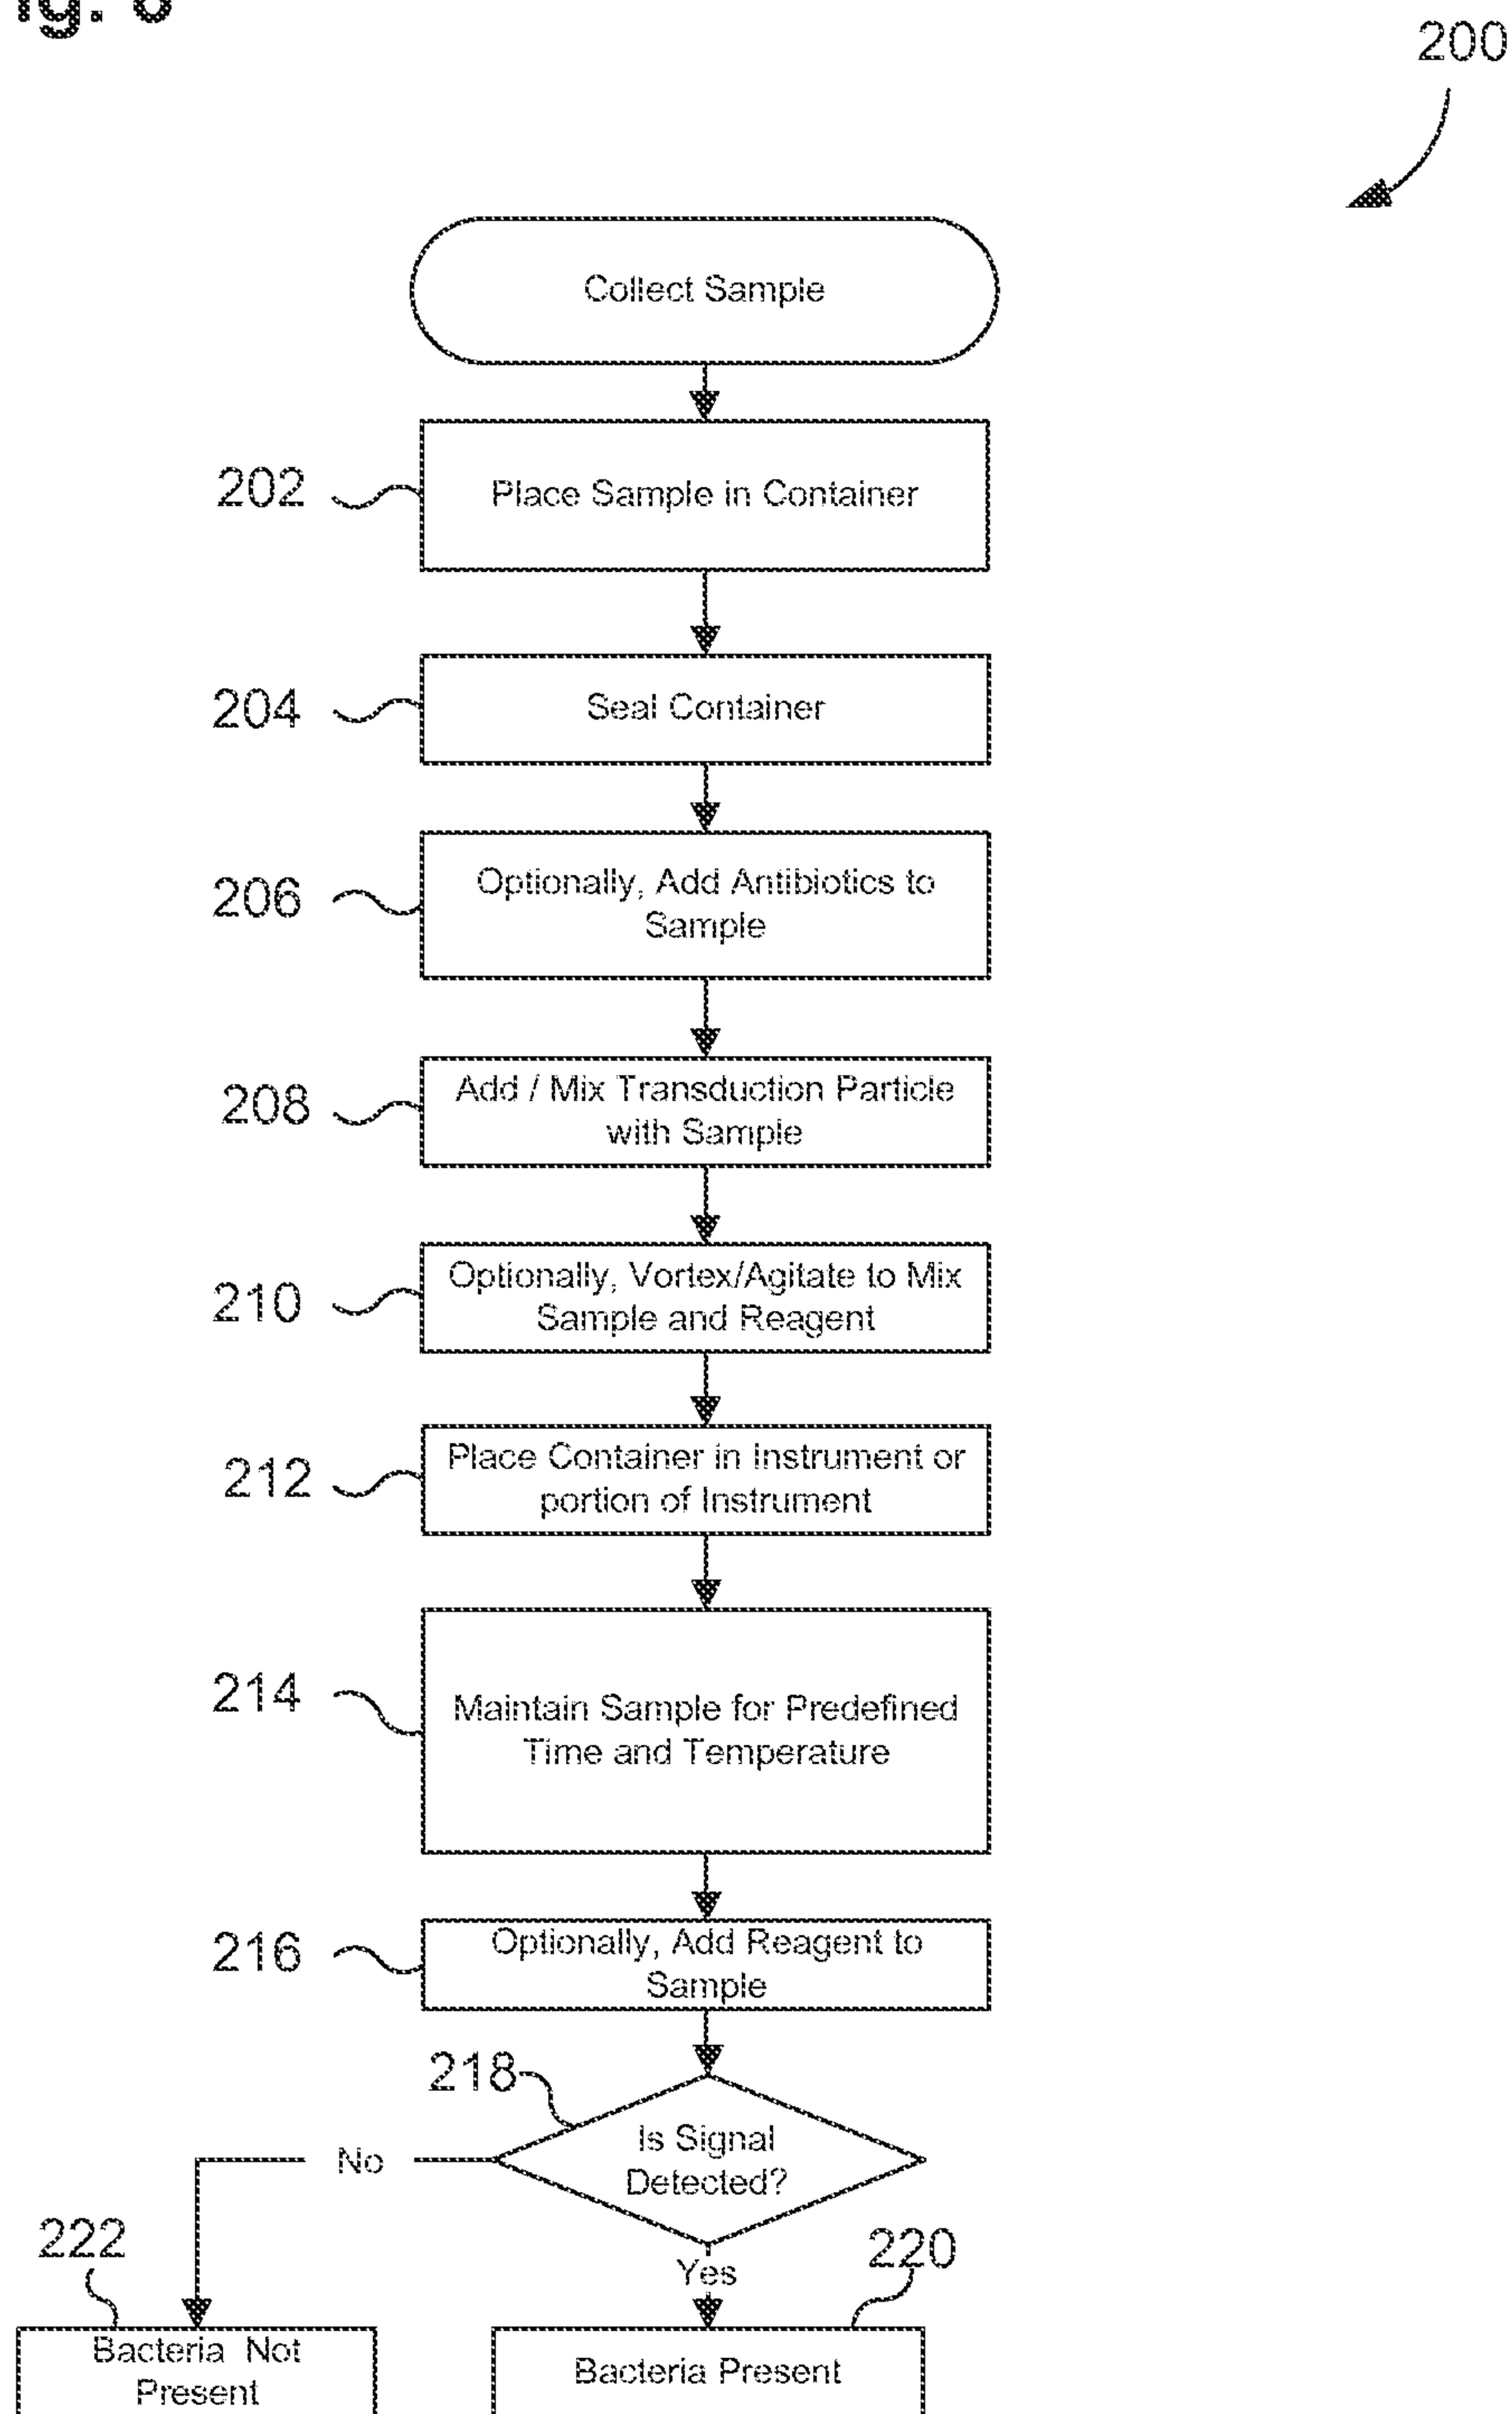 200
Collect Sample
202
Place Sample in Container
204
Seal Container
206
Optionally, Add Antibiotics to
Sample
208
Add / Mix Transduction Particle
with Sample
210
Optionally, Vortex/Agitate to Mix
Sample and Reagent
212
Place Container in Instrument or
portion of Instrument
214
Maintain Sample for Predefined
Time and Temperature
216
Optionally, Add Reagent to
Sample
218
Is Signal
Detected?
No
Yes
222
220
Bacteria Not
Present
Bacteria Present